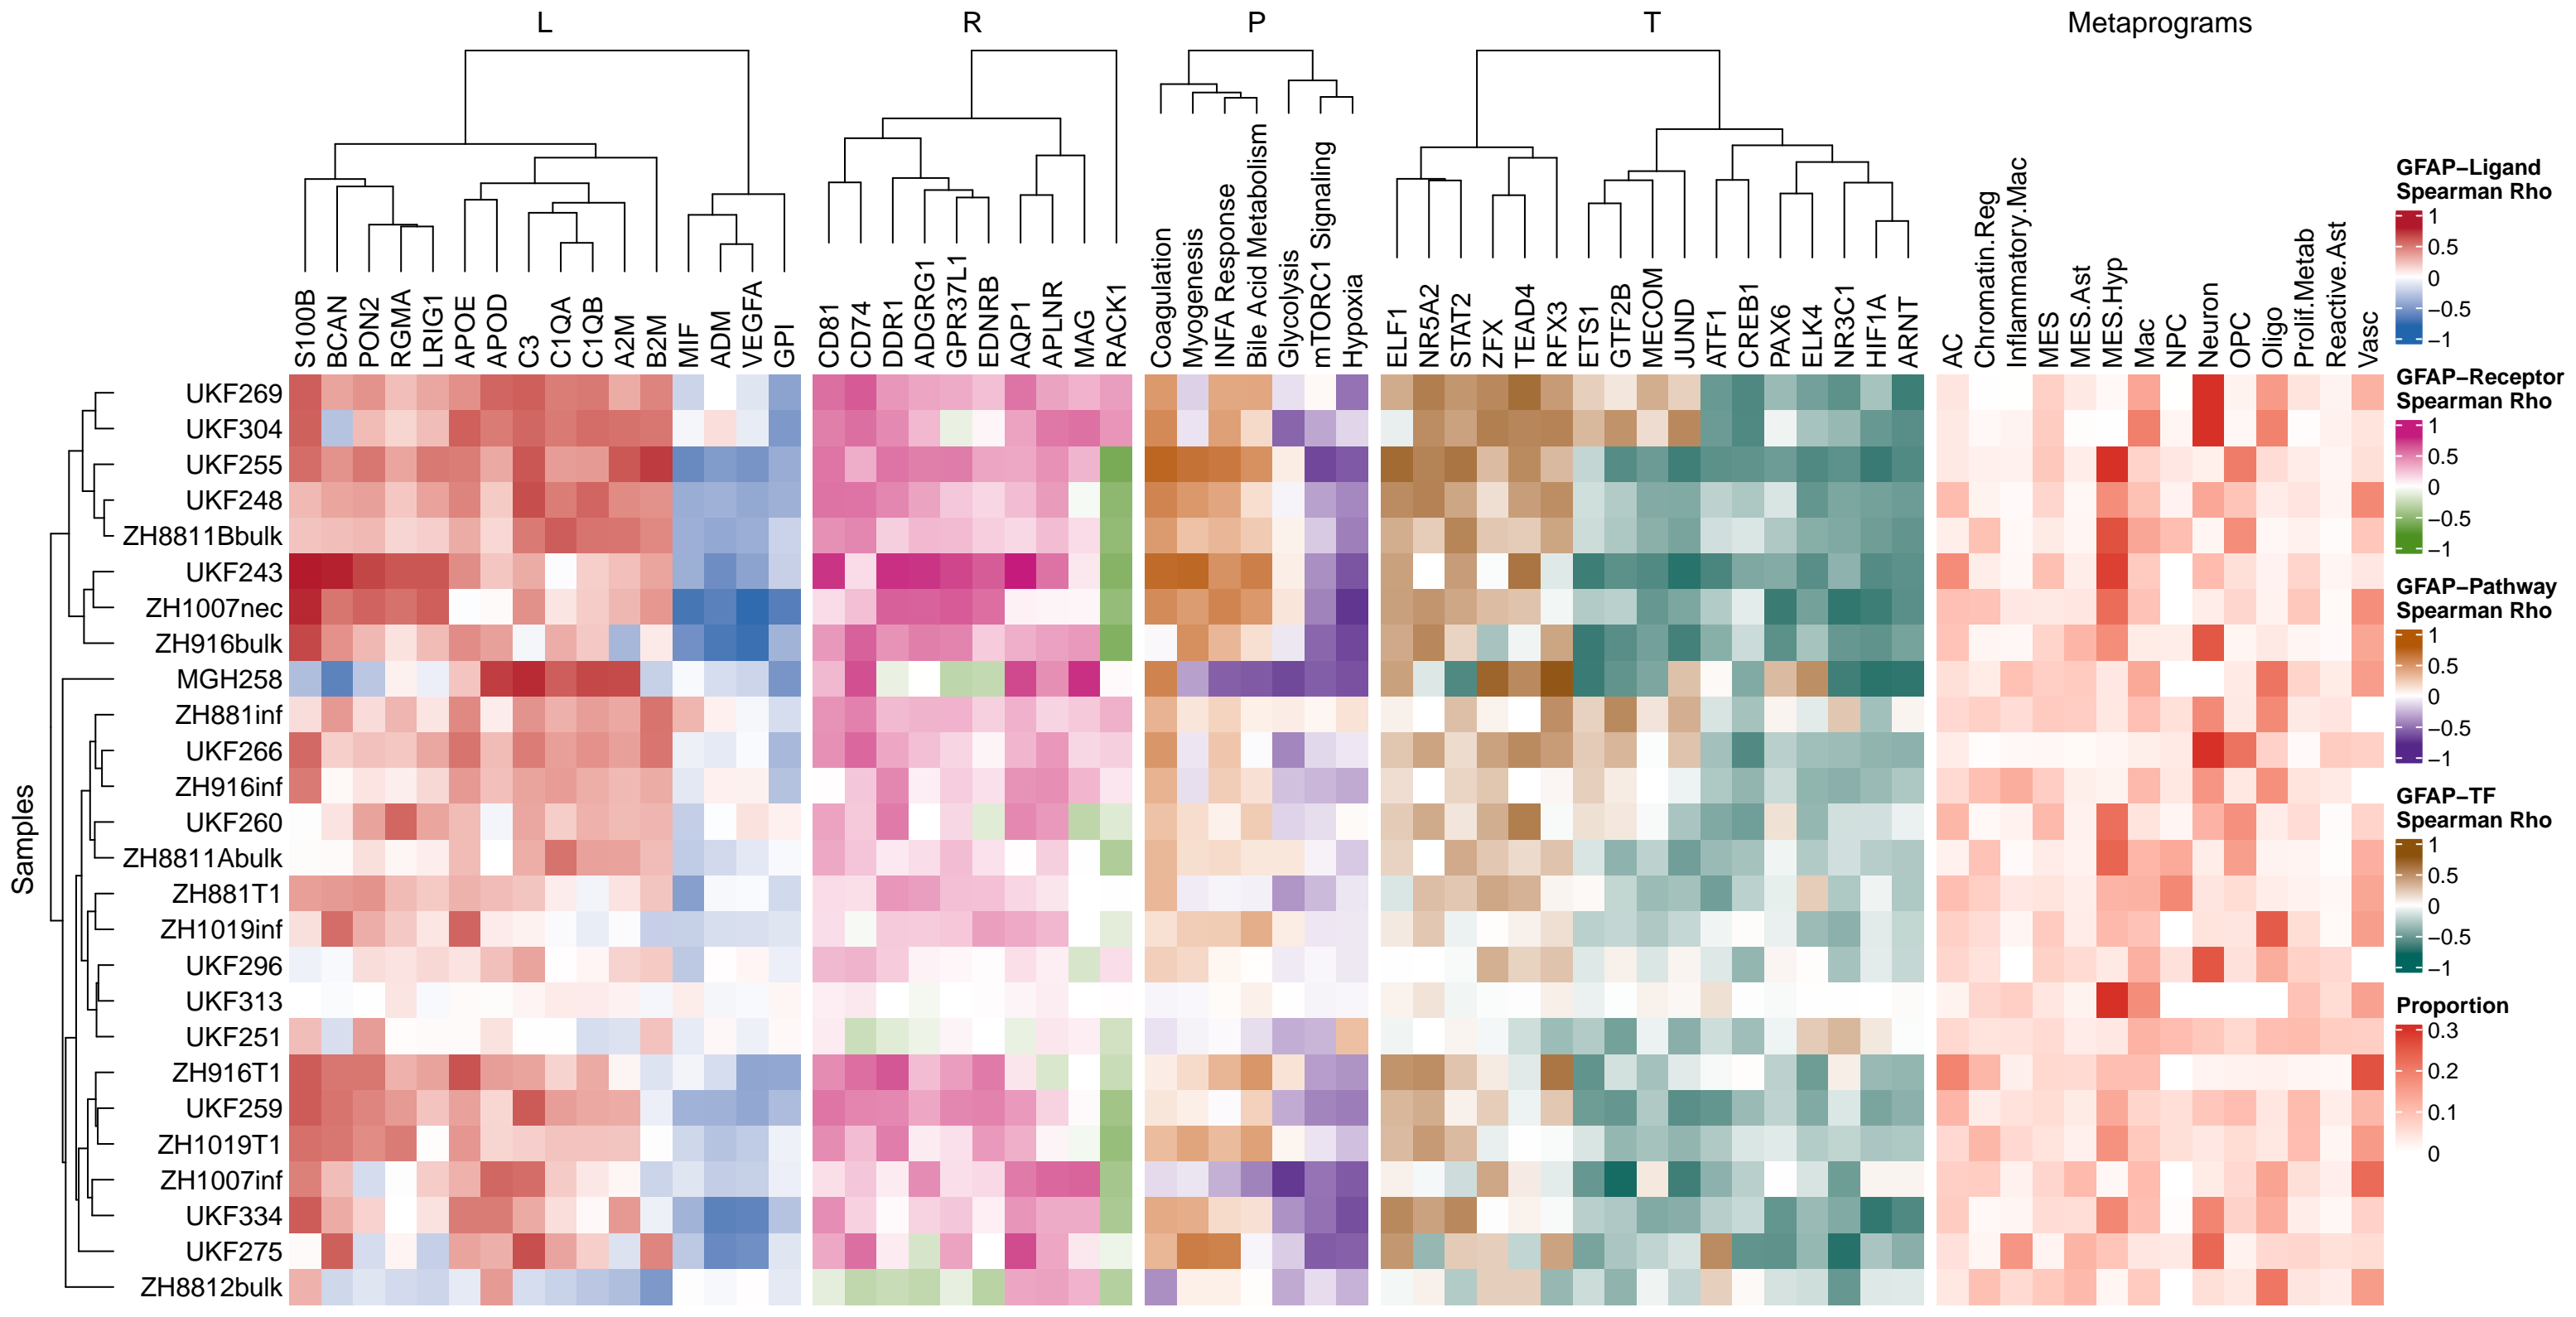 L R P T Metaprograms
S100B
BCAN
PON2
RGMA
LRIG1
APOE
APOD
C3
C1QA
C1QB
A2M
B2M
MIF
ADM
VEGFA
GPI
CD81
CD74
DDR1
ADGRG1
GPR37L1
EDNRB
AQP1
APLNR
MAG
RACK1
Coagulation
Myogenesis
INFA Response
Bile Acid Metabolism
Glycolysis
mTORC1 Signaling
Hypoxia
ELF1
NR5A2
STAT2
ZFX
TEAD4
RFX3
ETS1
GTF2B
MECOM
JUND
ATF1
CREB1
PAX6
ELK4
NR3C1
HIF1A
ARNT
AC
Chromatin.Reg
Inflammatory.Mac
MES
MES.Ast
MES.Hyp
Mac
NPC
Neuron
OPC
Oligo
Prolif.Metab
Reactive.Ast
Vasc
Samples
UKF269
UKF304
UKF255
UKF248
ZH8811Bbulk
UKF243
ZH1007nec
ZH916bulk
MGH258
ZH881inf
UKF266
ZH916inf
UKF260
ZH8811Abulk
ZH881T1
ZH1019inf
UKF296
UKF313
UKF251
ZH916T1
UKF259
ZH1019T1
ZH1007inf
UKF334
UKF275
ZH8812bulk
GFAP−Ligand
Spearman Rho
1
0.5
0
−0.5
−1
GFAP−Receptor
Spearman Rho
1
0.5
0
−0.5
−1
GFAP−Pathway
Spearman Rho
1
0.5
0
−0.5
−1
GFAP−TF
Spearman Rho
1
0.5
0
−0.5
−1
Proportion
0.3
0.2
0.1
0